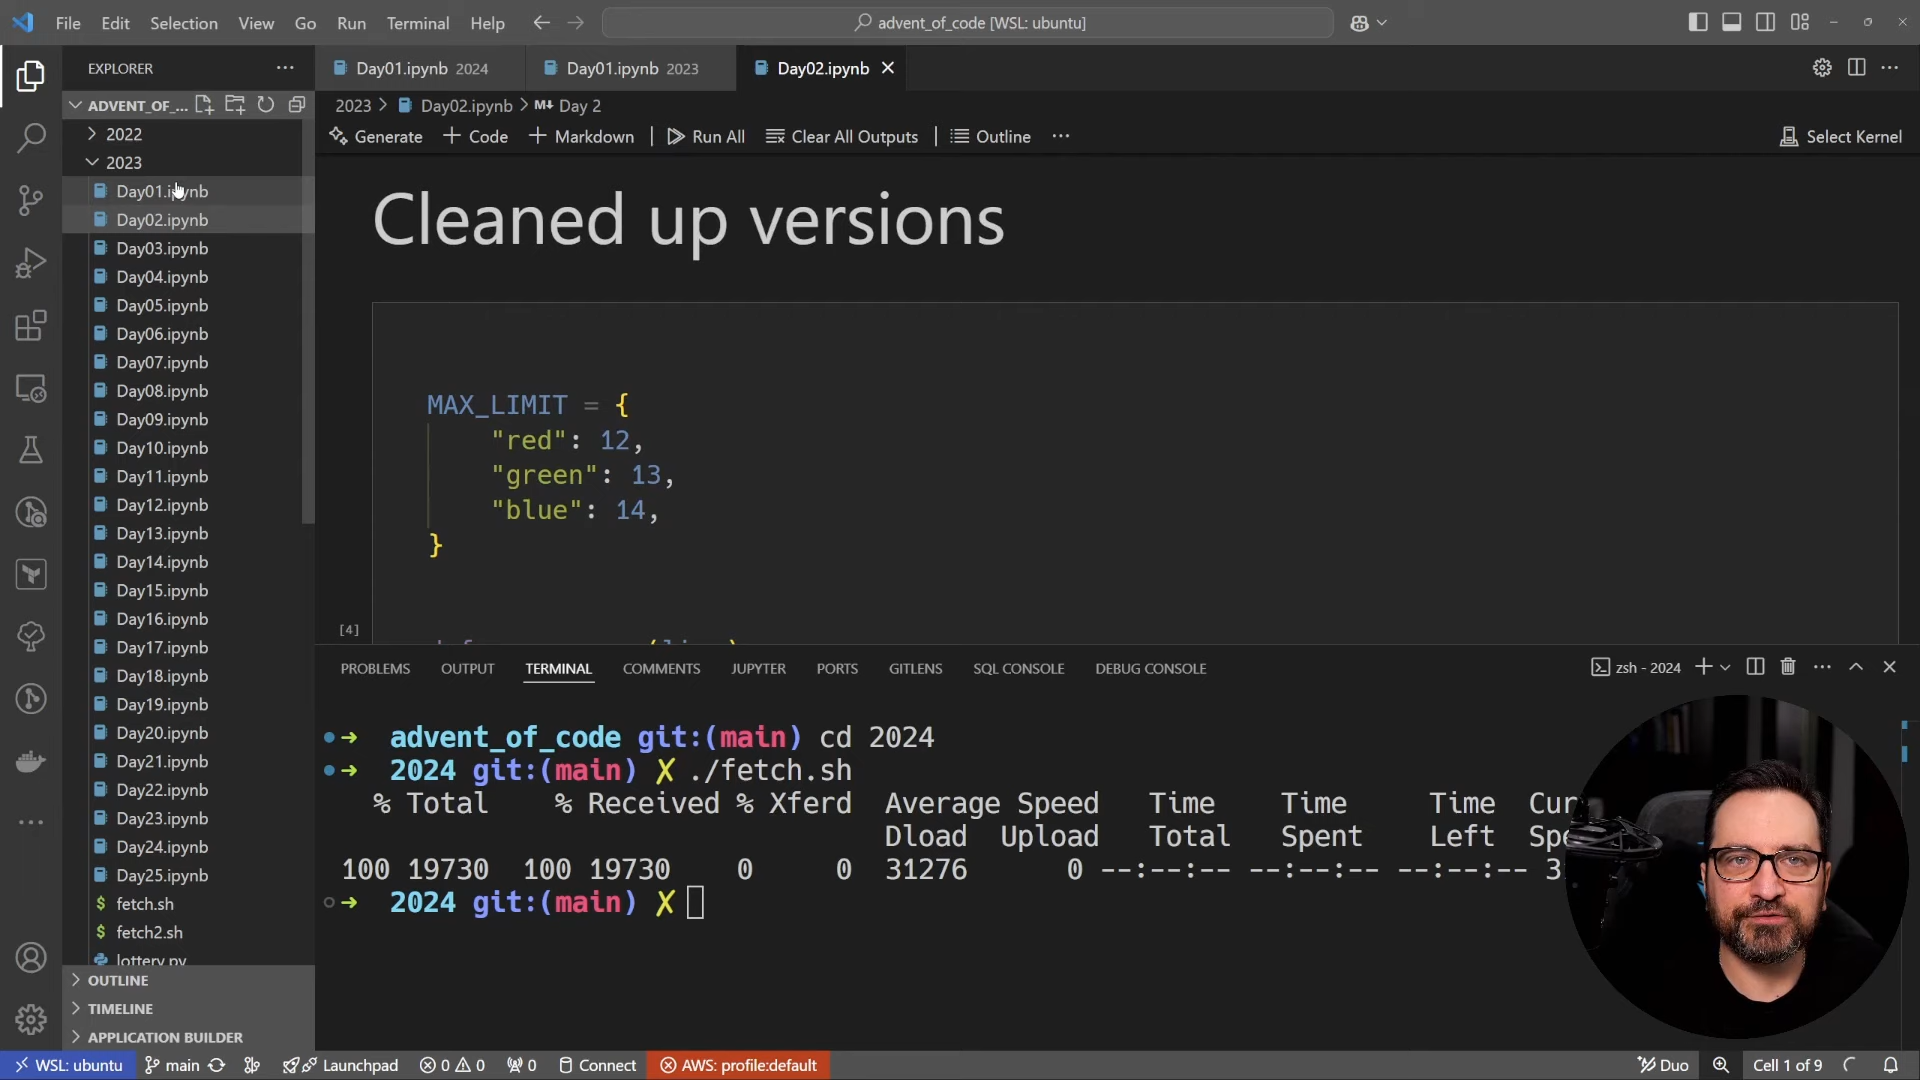 File Edit Selection View Go Run Terminal Help
advent_of_code [WSL: ubuntu]
EXPLORER
Day01.ipynb 2024
Day01.ipynb 2023
Day02.ipynb
ADVENT_OF_...
2023 > Day02.ipynb > M↓ Day 2
Generate
+ Code
+ Markdown
Run All
Clear All Outputs
Outline
Select Kernel
2022
2023
Day01.ipynb
Day02.ipynb
Day03.ipynb
Day04.ipynb
Day05.ipynb
Day06.ipynb
Day07.ipynb
Day08.ipynb
Day09.ipynb
Day10.ipynb
Day11.ipynb
Day12.ipynb
Day13.ipynb
Day14.ipynb
Day15.ipynb
Day16.ipynb
Day17.ipynb
Day18.ipynb
Day19.ipynb
Day20.ipynb
Day21.ipynb
Day22.ipynb
Day23.ipynb
Day24.ipynb
Day25.ipynb
$ fetch.sh
$ fetch2.sh
lottery.py
OUTLINE
TIMELINE
APPLICATION BUILDER
Cleaned up versions
MAX_LIMIT = {
"red": 12,
"green": 13,
"blue": 14,
}
[4]
PROBLEMS OUTPUT TERMINAL COMMENTS JUPYTER PORTS GITLENS SQL CONSOLE DEBUG CONSOLE
zsh - 2024
➜ advent_of_code git:(main) cd 2024
➜ 2024 git:(main) ✗ ./fetch.sh
% Total % Received % Xferd Average Speed Time Time Time Cur
Dload Upload Total Spent Left Spe
100 19730 100 19730 0 0 31276 0 --:--:-- --:--:-- --:--:-- 3
➜ 2024 git:(main) ✗
WSL: ubuntu
main
Launchpad
0 0
0
Connect
AWS: profile:default
Duo
Cell 1 of 9